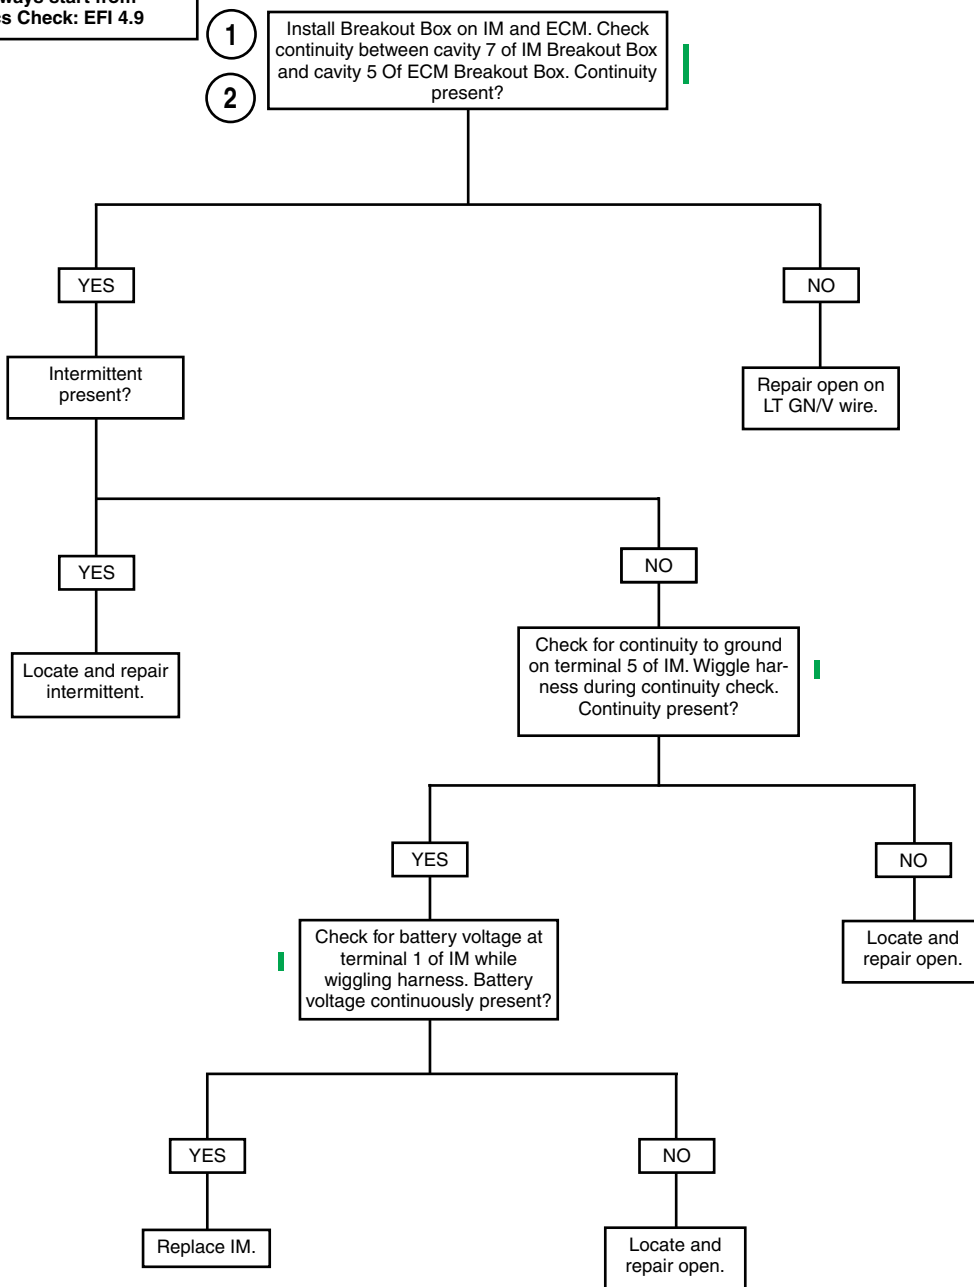 start from
Check: EFI 4.9
1
2
Install Breakout Box on IM and ECM. Check
continuity between cavity 7 of IM Breakout Box
and cavity 5 Of ECM Breakout Box. Continuity
present?
YES
NO
Intermittent
present?
Repair open on
LT GN/V wire.
YES
NO
Locate and repair
intermittent.
Check for continuity to ground
on terminal 5 of IM. Wiggle har-
ness during continuity check.
Continuity present?
YES
NO
Check for battery voltage at
terminal 1 of IM while
wiggling harness. Battery
voltage continuously present?
Locate and
repair open.
YES
NO
Replace IM.
Locate and
repair open.